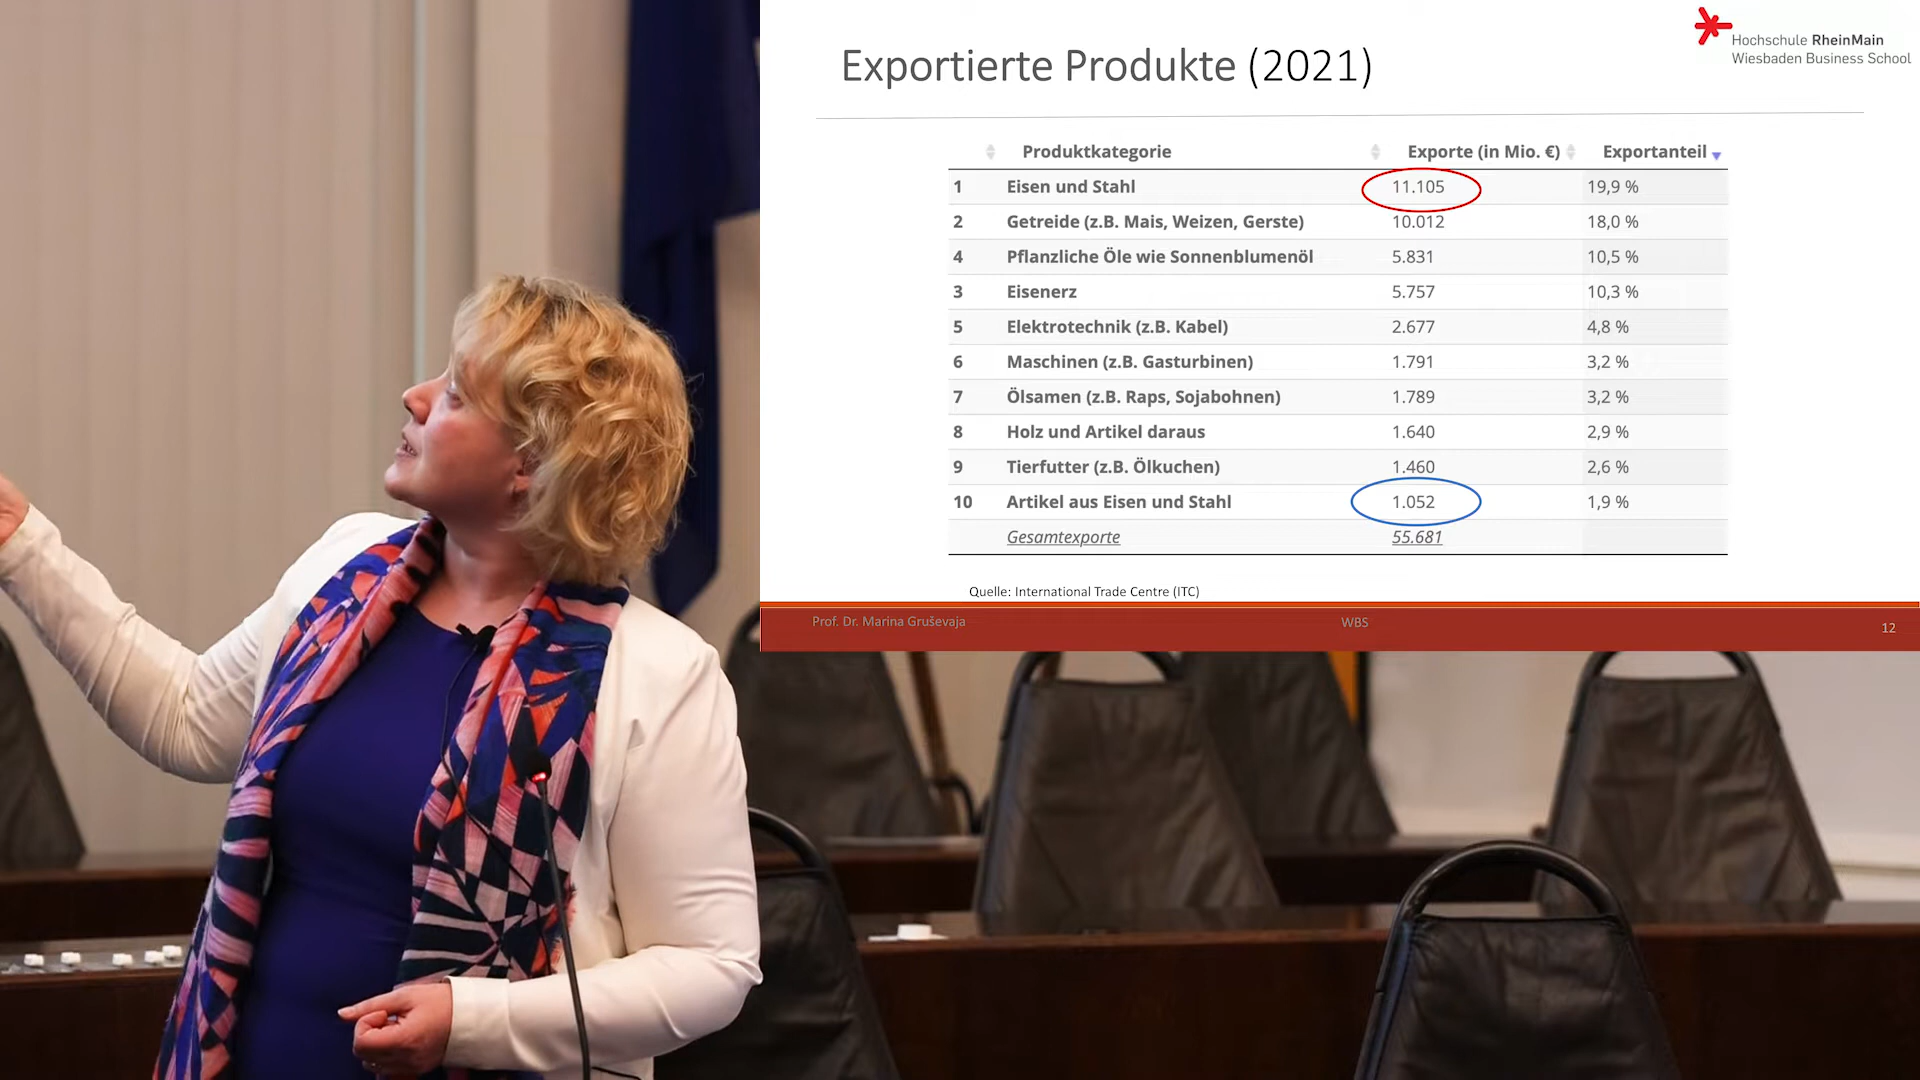 Hochschule RheinMain
Wiesbaden Business School
Exportierte Produkte (2021)
Produktkategorie Exporte (in Mio. €) Exportanteil
1 Eisen und Stahl 11.105 19,9 %
2 Getreide (z.B. Mais, Weizen, Gerste) 10.012 18,0 %
4 Pflanzliche Öle wie Sonnenblumenöl 5.831 10,5 %
3 Eisenerz 5.757 10,3 %
5 Elektrotechnik (z.B. Kabel) 2.677 4,8 %
6 Maschinen (z.B. Gasturbinen) 1.791 3,2 %
7 Ölsamen (z.B. Raps, Sojabohnen) 1.789 3,2 %
8 Holz und Artikel daraus 1.640 2,9 %
9 Tierfutter (z.B. Ölkuchen) 1.460 2,6 %
10 Artikel aus Eisen und Stahl 1.052 1,9 %
Gesamtexporte 55.681
Quelle: International Trade Centre (ITC)
Prof. Dr. Marina Gruševaja WBS 12